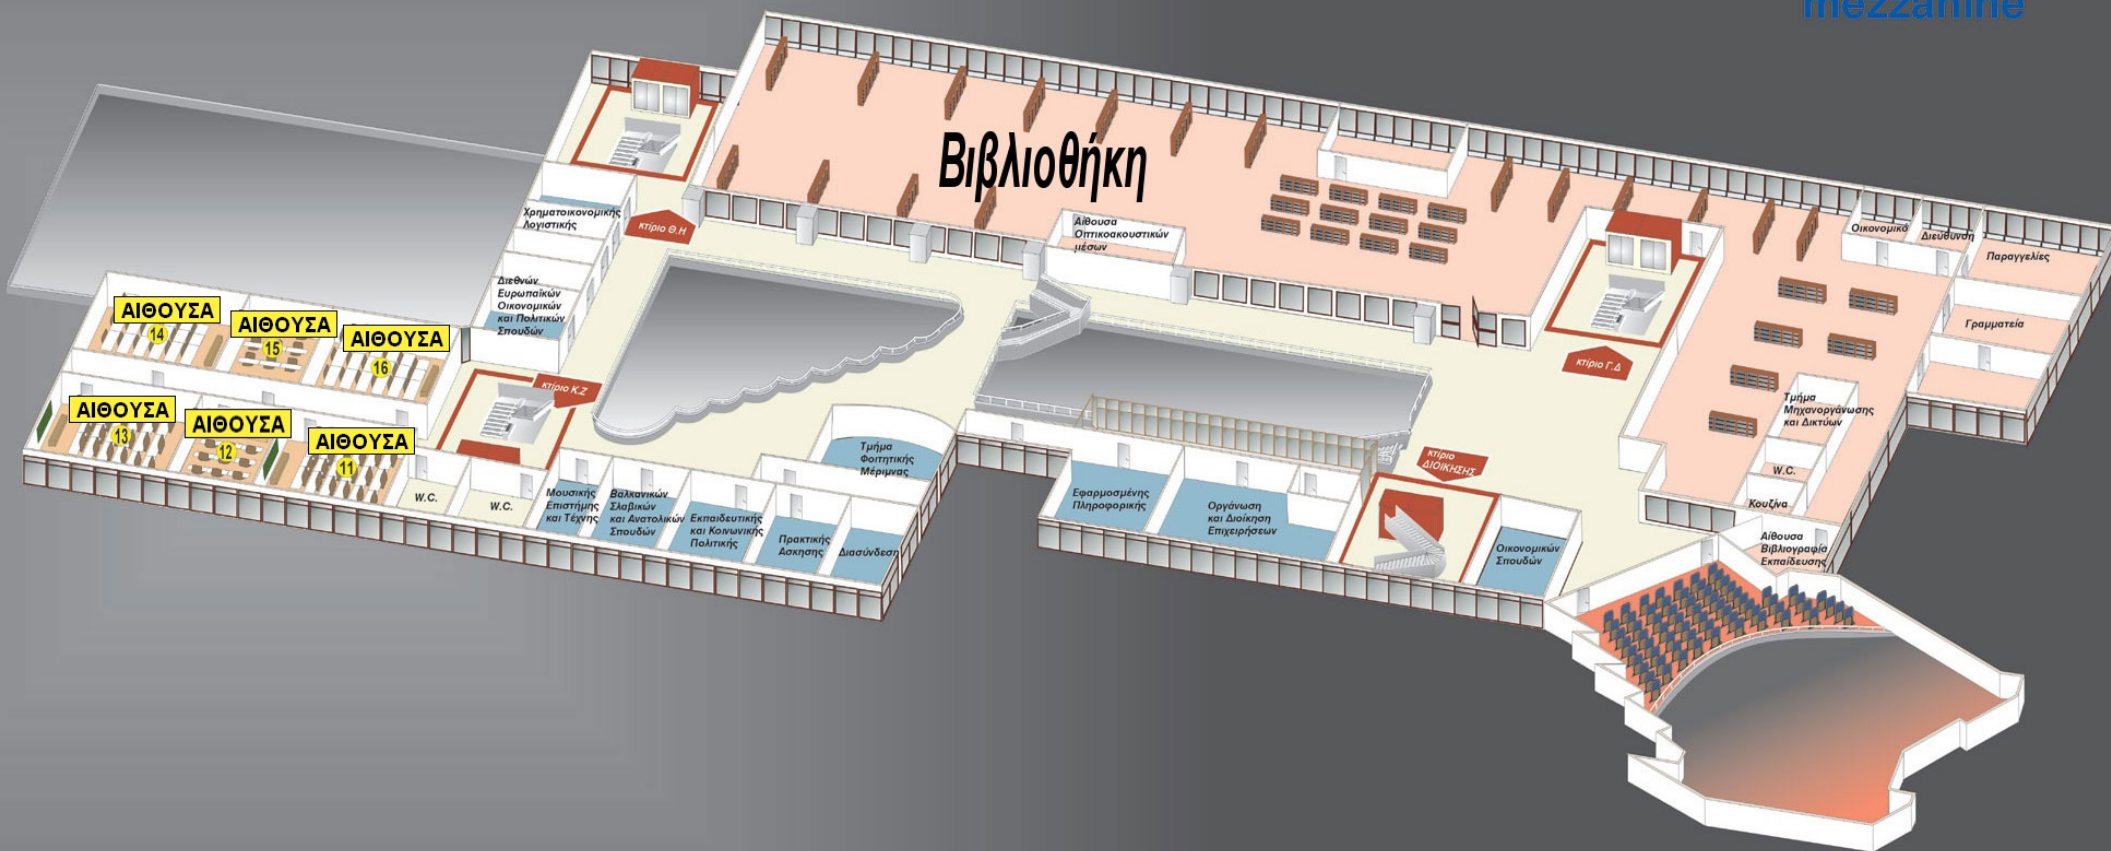 mezzanine
Βιβλιοθήκη
Χρηματοικονομικής
Λογιστικής
κτίριο Θ.Η
Αίθουσα
Οπτικοακουστικών
μέσων
Οικονομικό
Διεύθυνση
Παραγγελίες
Διεθνών
Ευρωπαϊκών
Οικονομικών
και Πολιτικών
Σπουδών
Γραμματεία
ΑΙΘΟΥΣΑ
14
ΑΙΘΟΥΣΑ
15
ΑΙΘΟΥΣΑ
16
κτίριο Γ.Δ
κτίριο Κ.Ζ
Τμήμα
Μηχανοργάνωσης
και Δικτύων
ΑΙΘΟΥΣΑ
13
ΑΙΘΟΥΣΑ
12
ΑΙΘΟΥΣΑ
11
Τμήμα
Φοιτητικής
Μέριμνας
κτίριο
ΔΙΟΙΚΗΣΗΣ
W.C.
Κουζίνα
W.C.
W.C.
Μουσικής
Επιστήμης
και Τέχνης
Βαλκανικών
Σλαβικών
και Ανατολικών
Σπουδών
Εκπαιδευτικής
και Κοινωνικής
Πολιτικής
Πρακτικής
Ασκησης
Διασύνδεση
Εφαρμοσμένης
Πληροφορικής
Οργάνωση
και Διοίκηση
Επιχειρήσεων
Οικονομικών
Σπουδών
Αίθουσα
Βιβλιογραφία
Εκπαίδευσης